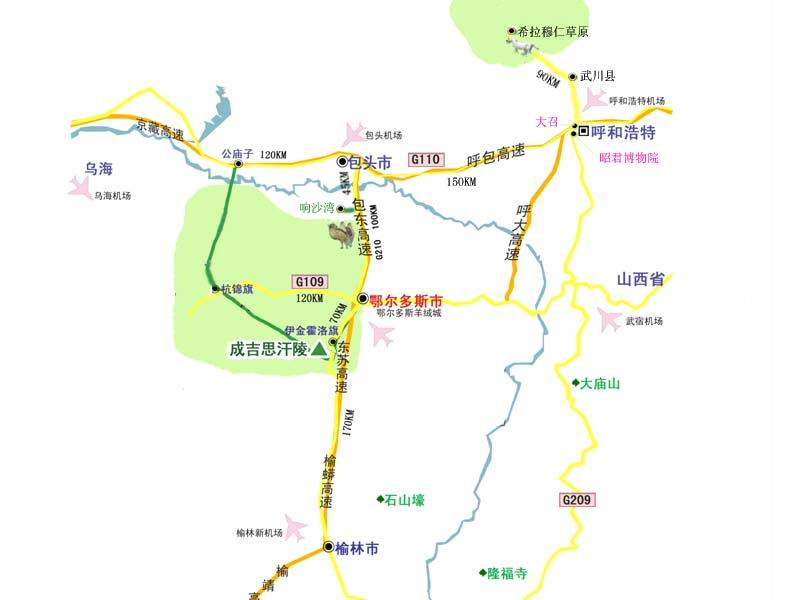 希拉穆仁草原
90KM
武川县
呼和浩特机场
大召
呼和浩特
昭君博物院
京藏高速
公庙子
120KM
包头机场
包头市
G110
呼包高速
150KM
乌海
乌海机场
45KM
响沙湾
包东高速
G210 100KM
呼大高速
G109
120KM
杭锦旗
鄂尔多斯市
鄂尔多斯羊绒城
山西省
武宿机场
70KM
伊金霍洛旗
成吉思汗陵
东苏高速
大庙山
170KM
榆蟒高速
石山壕
G209
榆林新机场
榆林市
隆福寺
榆靖高